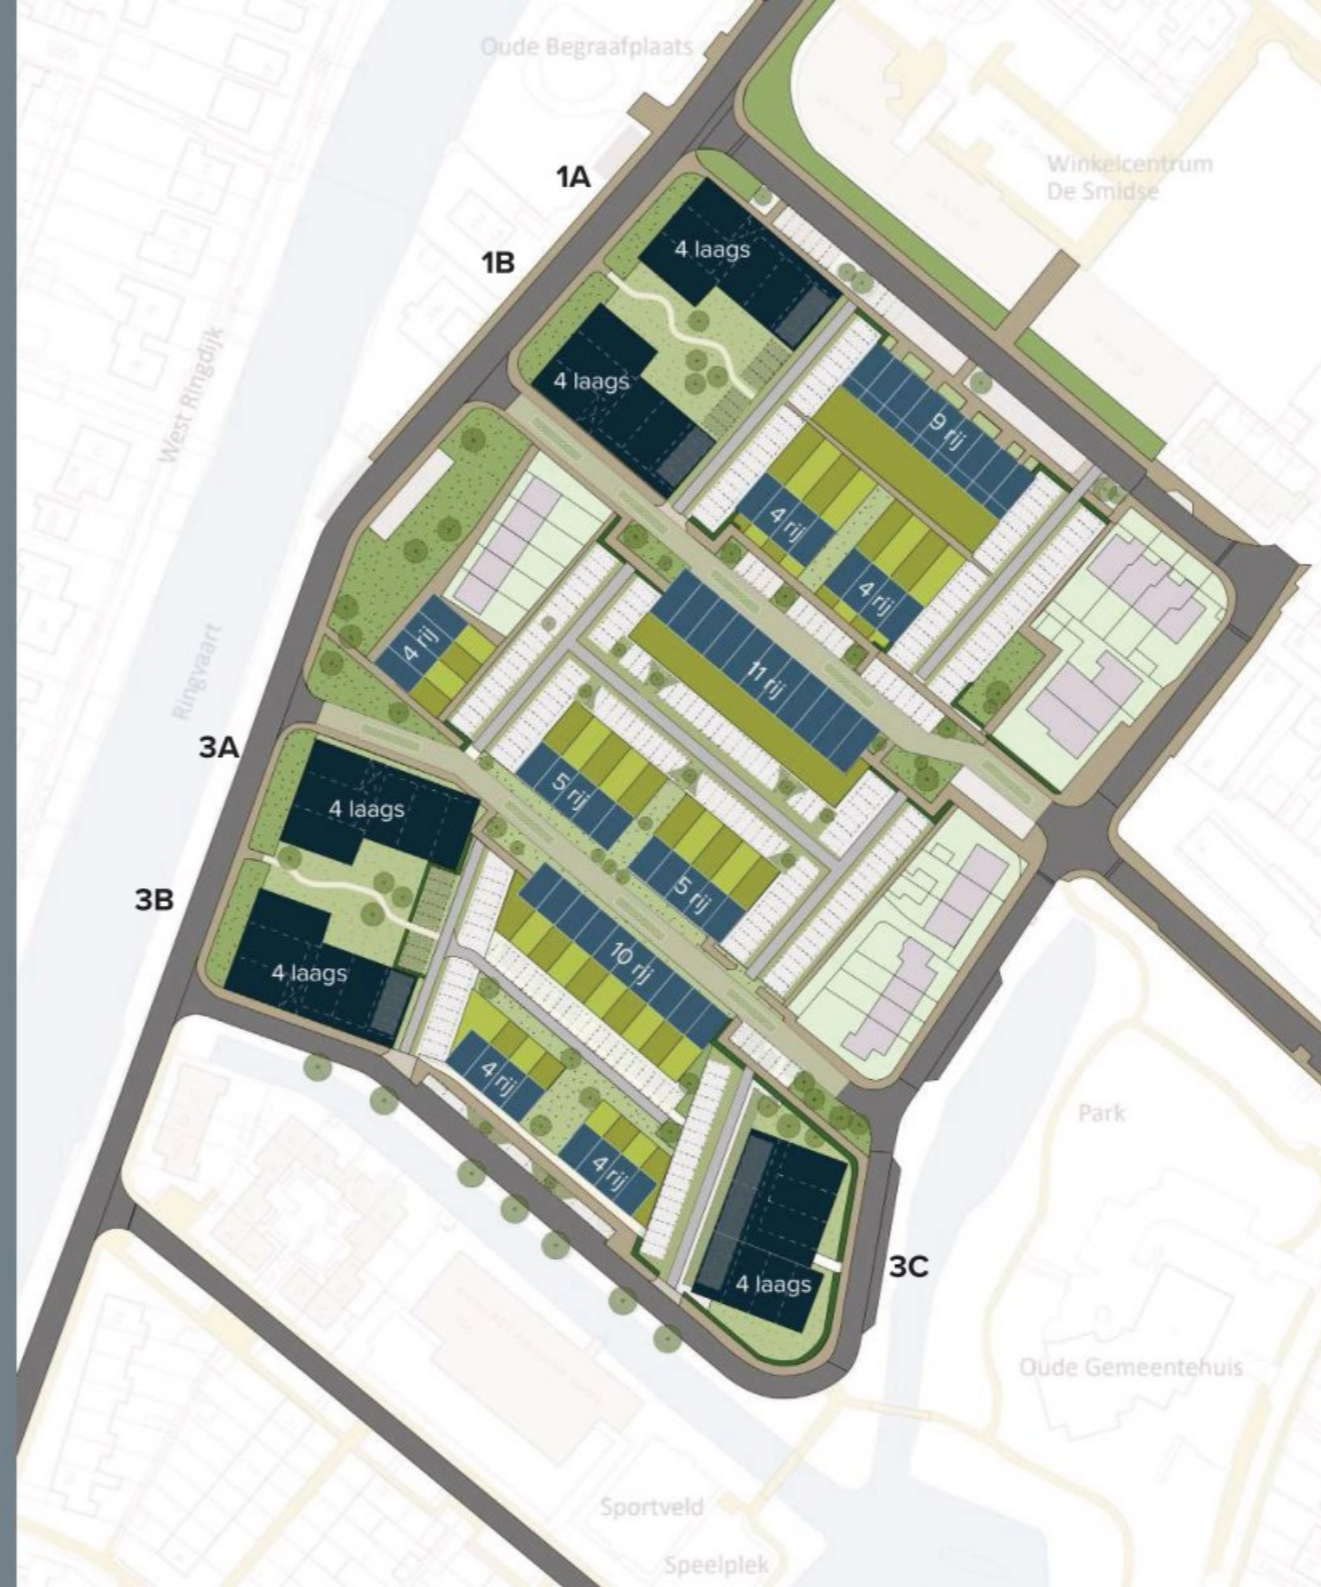 Oude Begraafplaats
Winkelcentrum
De Smidse
1A
1B
4 laags
4 laags
West Ringdijk
9 rij
4 rij
4 rij
4 rij
11 rij
Ringvaart
3A
4 laags
5 rij
5 rij
3B
4 laags
10 rij
4 rij
4 rij
Park
3C
4 laags
Oude Gemeentehuis
Sportveld
Speelplek